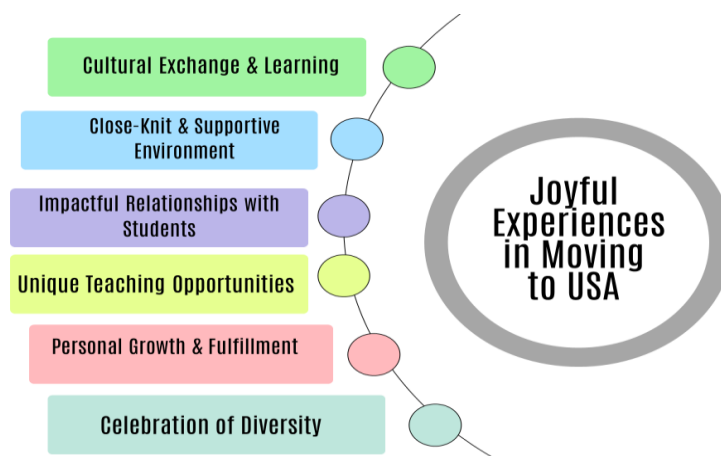 Cultural Exchange & Learning
Close-Knit & Supportive
Environment
Impactful Relationships with
Students
Unique Teaching Opportunities
Personal Growth & Fulfillment
Celebration of Diversity
Joyful
Experiences
in Moving
to USA